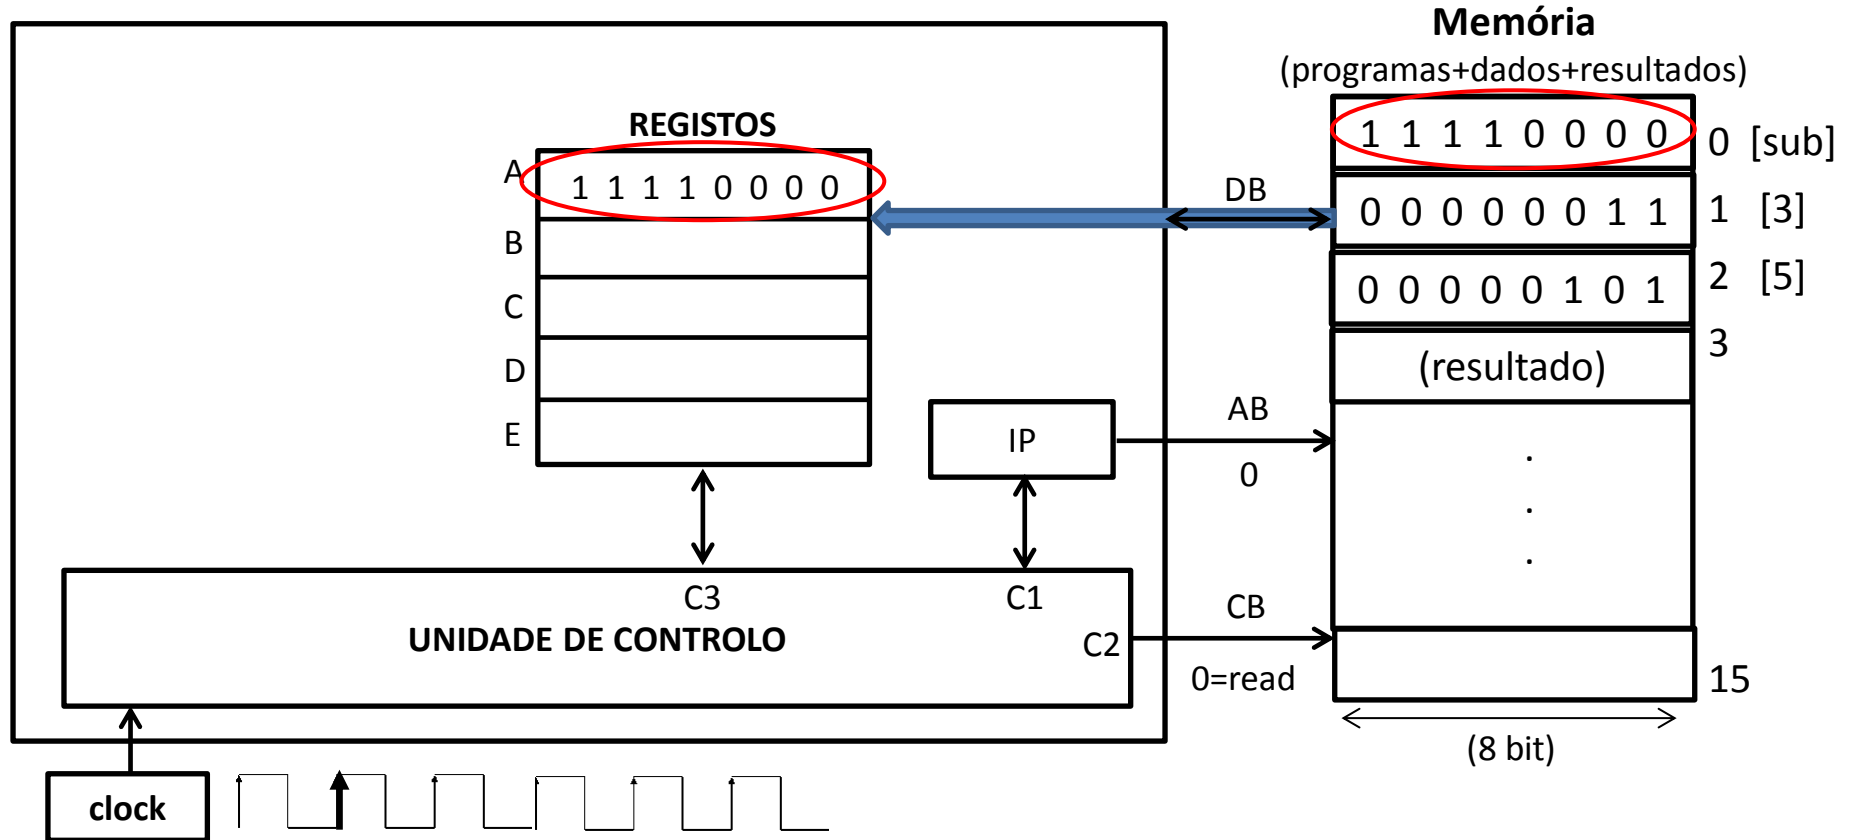 Memória
(programas+dados+resultados)
REGISTOS
A 1 1 1 1 0 0 0 0
B
C
D
E
DB
1 1 1 1 0 0 0 0 0 [sub]
0 0 0 0 0 0 1 1 1 [3]
0 0 0 0 0 1 0 1 2 [5]
(resultado) 3
.
.
.
15
(8 bit)
IP
AB
0
C3
C1
UNIDADE DE CONTROLO
C2
CB
0=read
clock